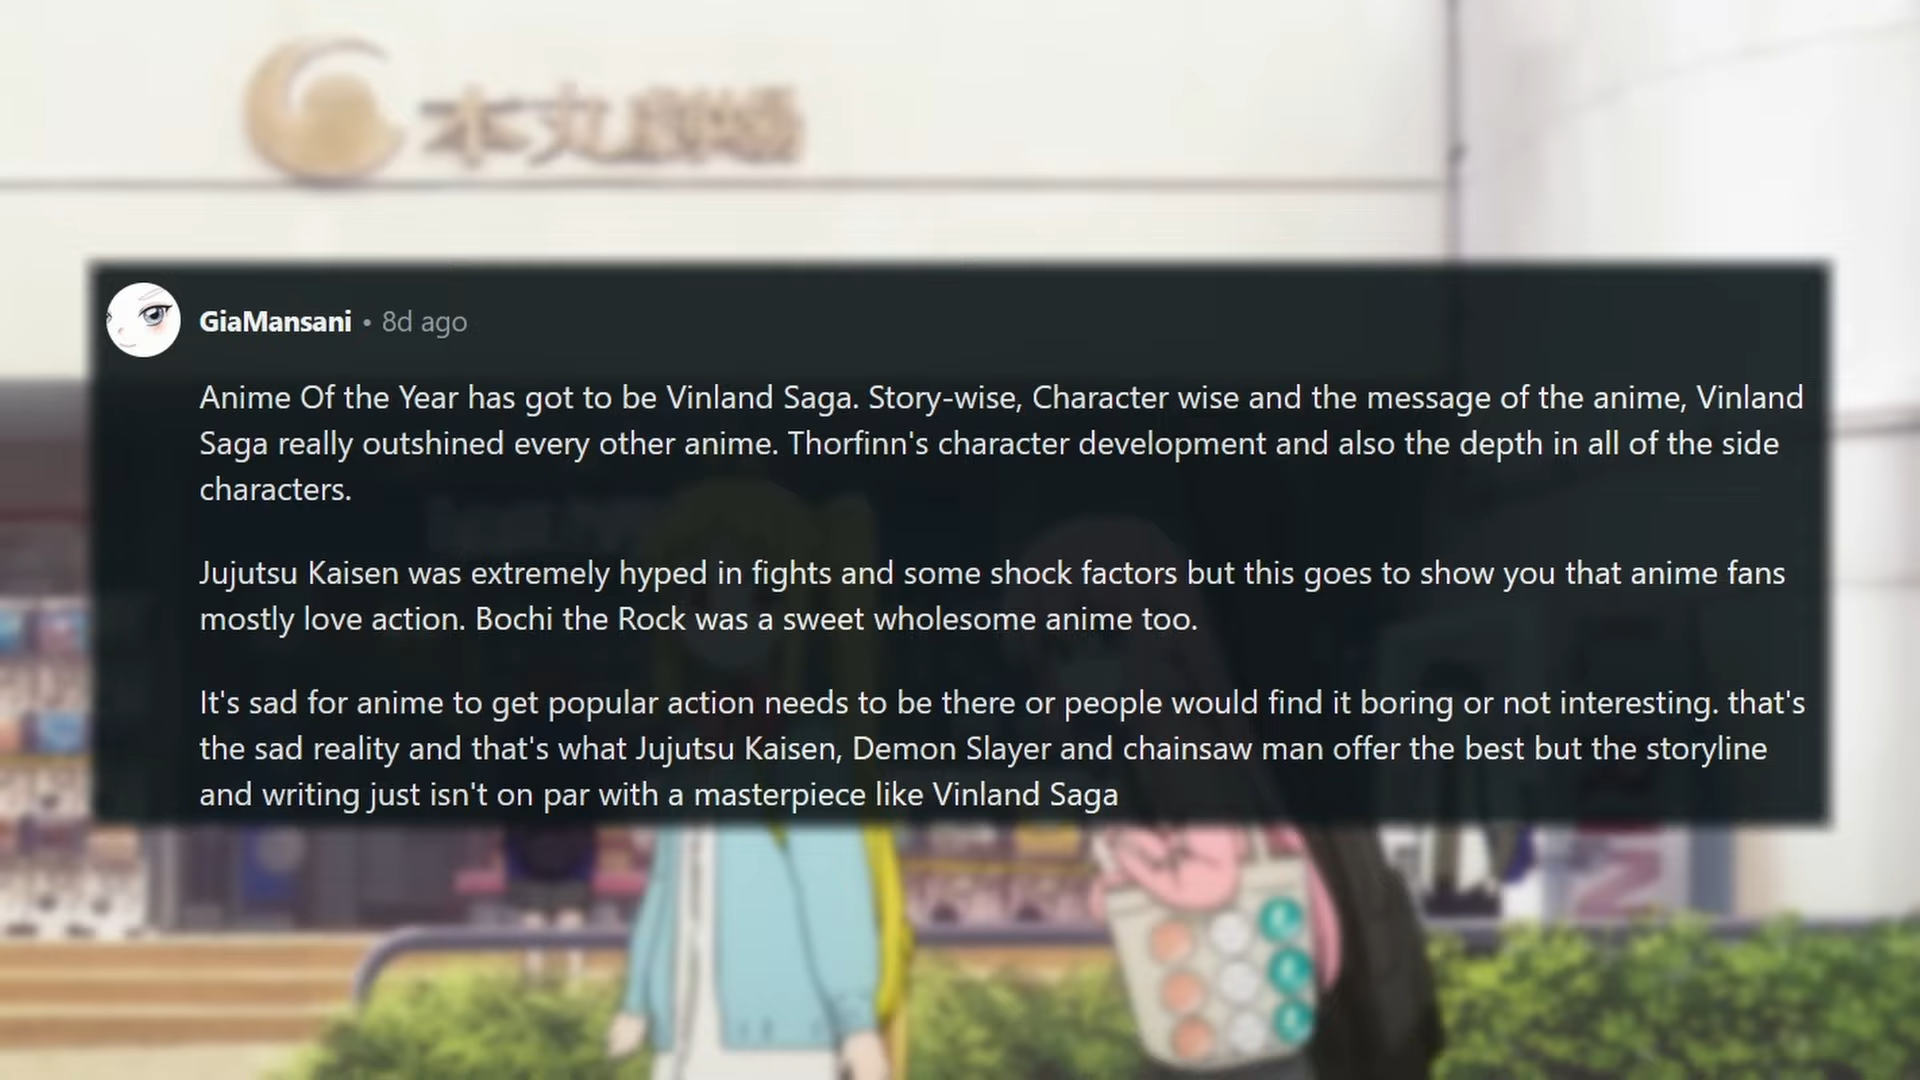 本丸劇場
GiaMansani • 8d ago
Anime Of the Year has got to be Vinland Saga. Story-wise, Character wise and the message of the anime, Vinland
Saga really outshined every other anime. Thorfinn's character development and also the depth in all of the side
characters.
Jujutsu Kaisen was extremely hyped in fights and some shock factors but this goes to show you that anime fans
mostly love action. Bochi the Rock was a sweet wholesome anime too.
It's sad for anime to get popular action needs to be there or people would find it boring or not interesting. that's
the sad reality and that's what Jujutsu Kaisen, Demon Slayer and chainsaw man offer the best but the storyline
and writing just isn't on par with a masterpiece like Vinland Saga